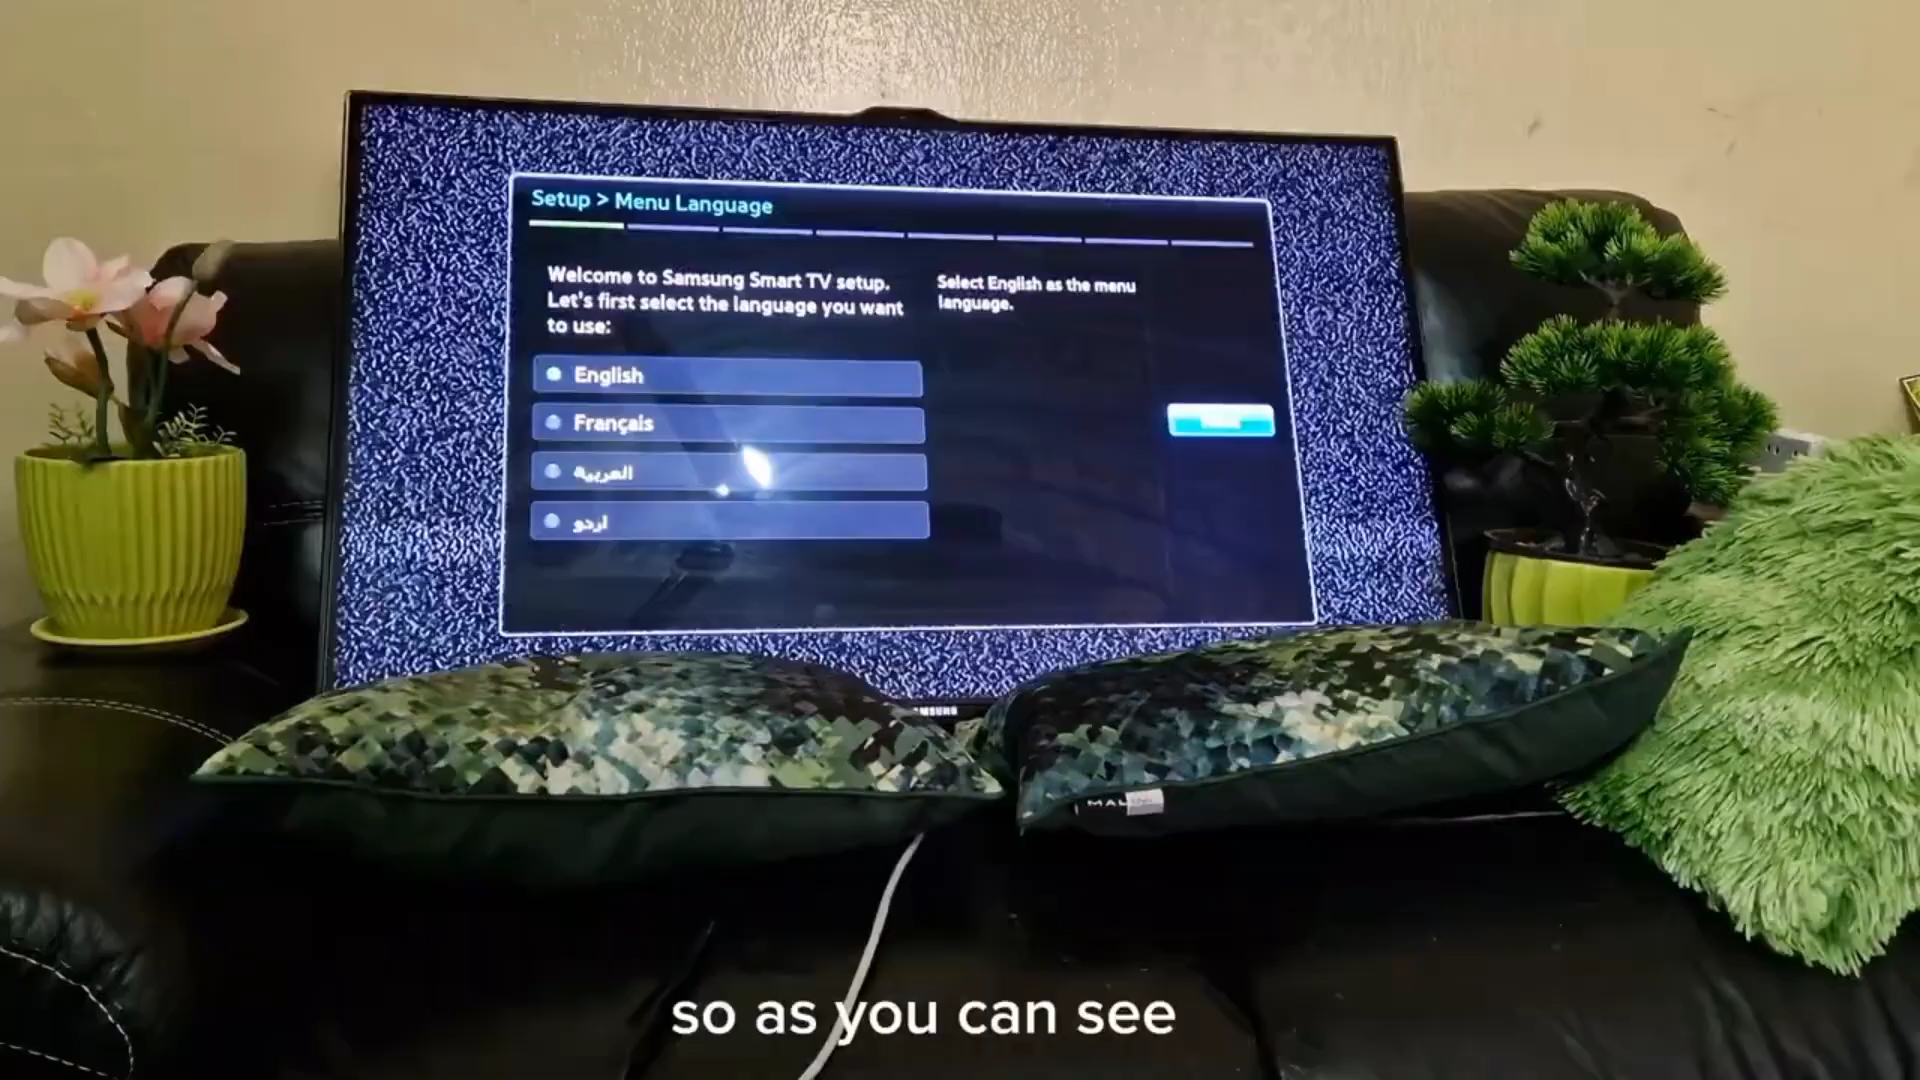 Setup > Menu Language
Welcome to Samsung Smart TV setup.
Let's first select the language you want
to use:
Select English as the menu
language.
English
Français
العربية
اردو
so as you can see